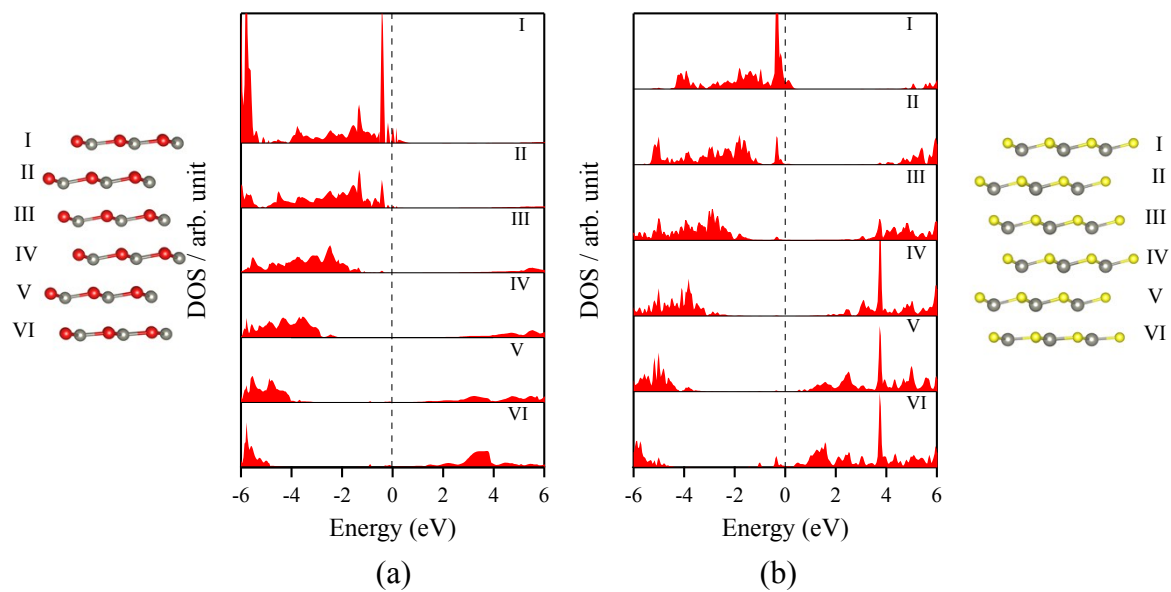 I
II
III
IV
V
VI
DOS / arb. unit
I
II
III
IV
V
VI
-6 -4 -2 0 2 4 6
Energy (eV)
(a)
DOS / arb. unit
I
II
III
IV
V
VI
-6 -4 -2 0 2 4 6
Energy (eV)
(b)
I
II
III
IV
V
VI